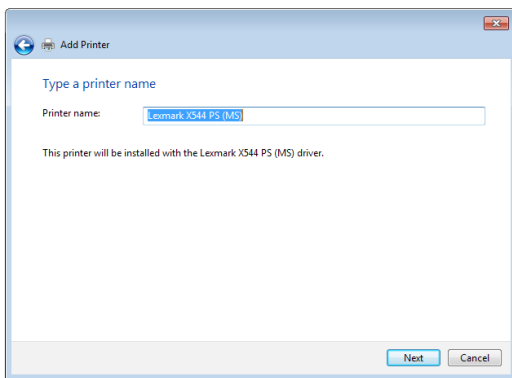 Add Printer
Type a printer name
Printer name: Lexmark X544 PS (MS)
This printer will be installed with the Lexmark X544 PS (MS) driver.
Next Cancel